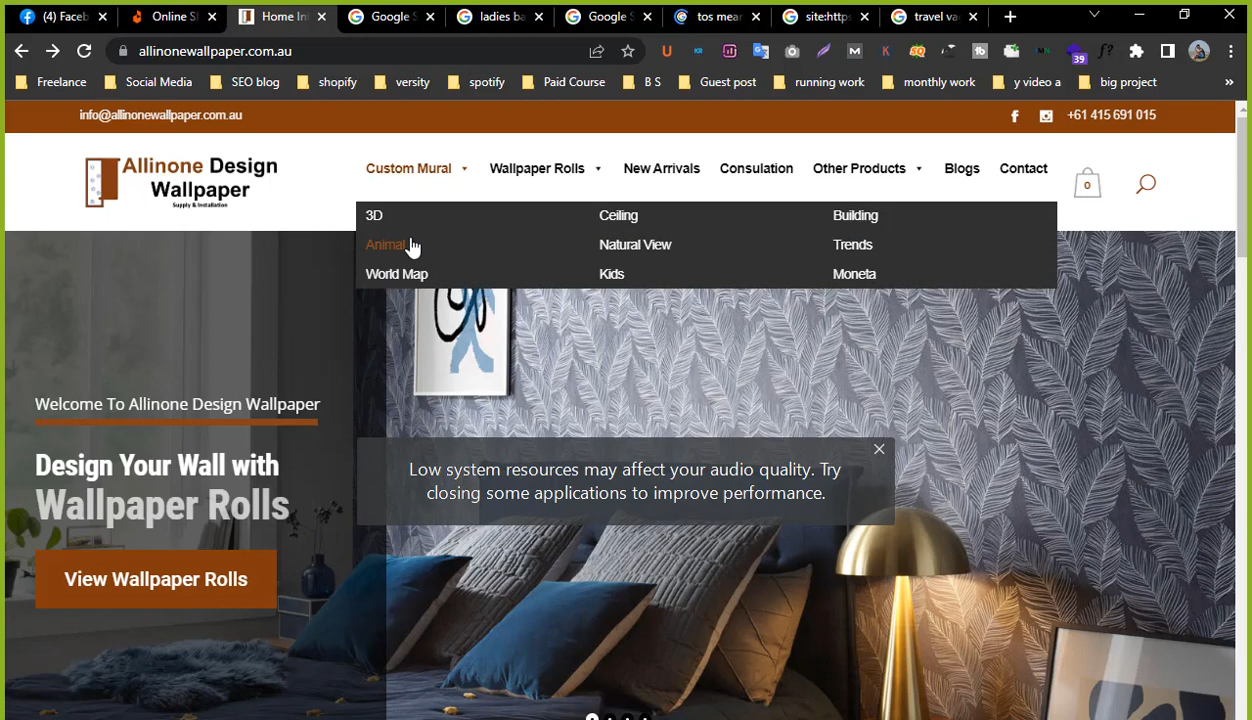 (4) Faceb
Online S
Home In
Google S
ladies ba
Google S
tos mear
site:https
travel va
allinonewallpaper.com.au
39
Freelance
Social Media
SEO blog
shopify
versity
spotify
Paid Course
B S
Guest post
running work
monthly work
y video a
big project
info@allinonewallpaper.com.au
+61 415 691 015
Allinone Design
Wallpaper
Supply & Installation
Custom Mural
Wallpaper Rolls
New Arrivals
Consulation
Other Products
Blogs
Contact
0
3D
Ceiling
Building
Animal
Natural View
Trends
World Map
Kids
Moneta
Welcome To Allinone Design Wallpaper
Design Your Wall with
Wallpaper Rolls
View Wallpaper Rolls
Low system resources may affect your audio quality. Try
closing some applications to improve performance.